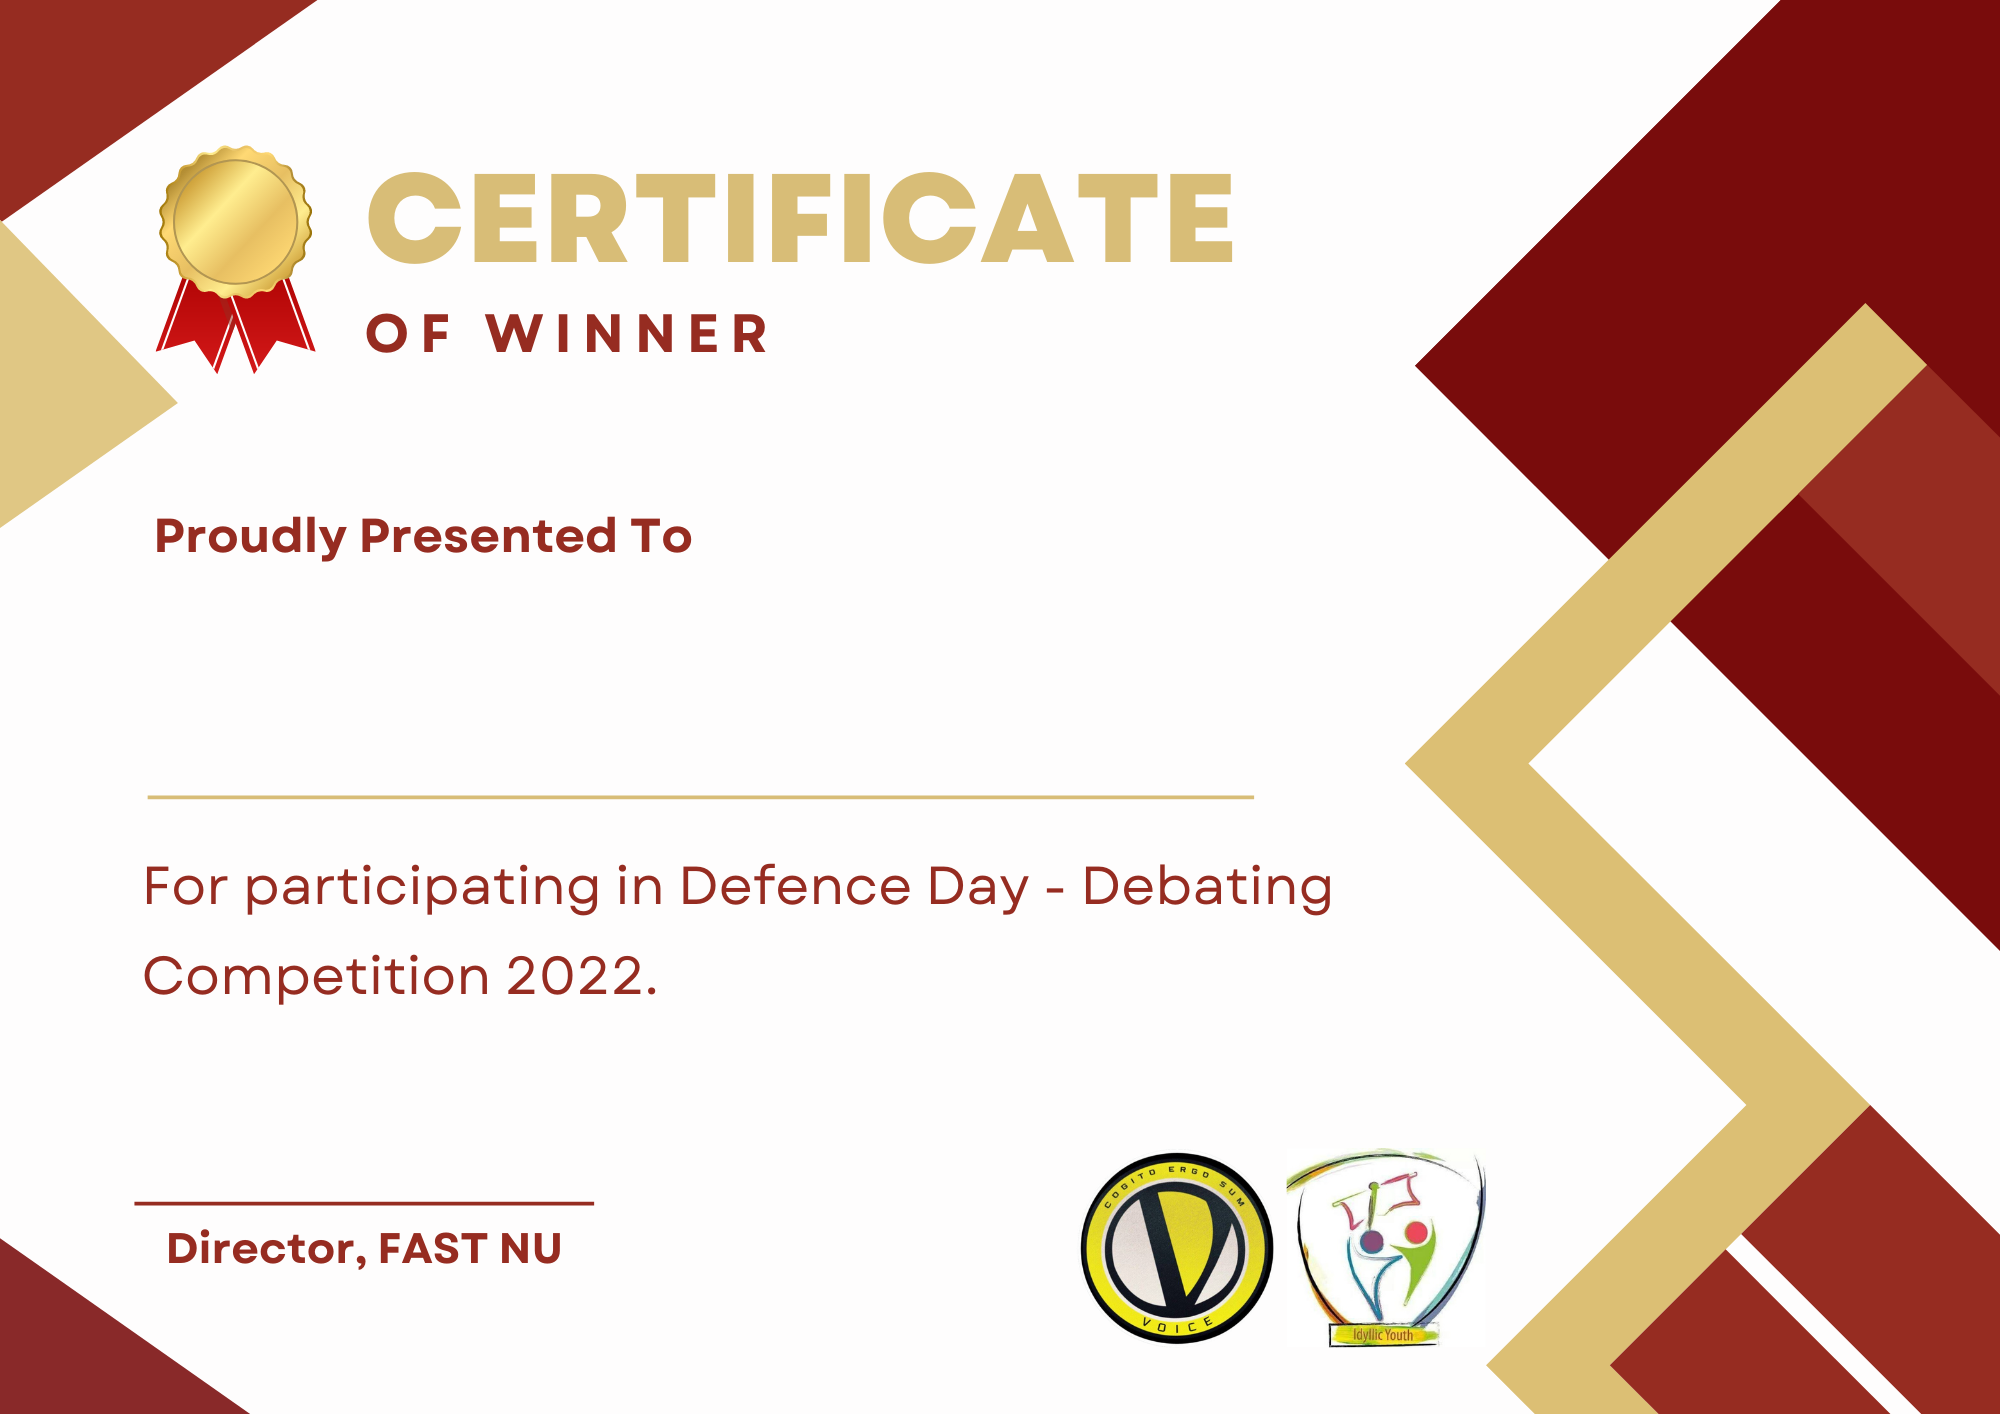 CERTIFICATE
OF WINNER
Proudly Presented To
For participating in Defence Day - Debating
Competition 2022.
Director, FAST NU
COGITO ERGO SUM
VOICE
Idyllic Youth